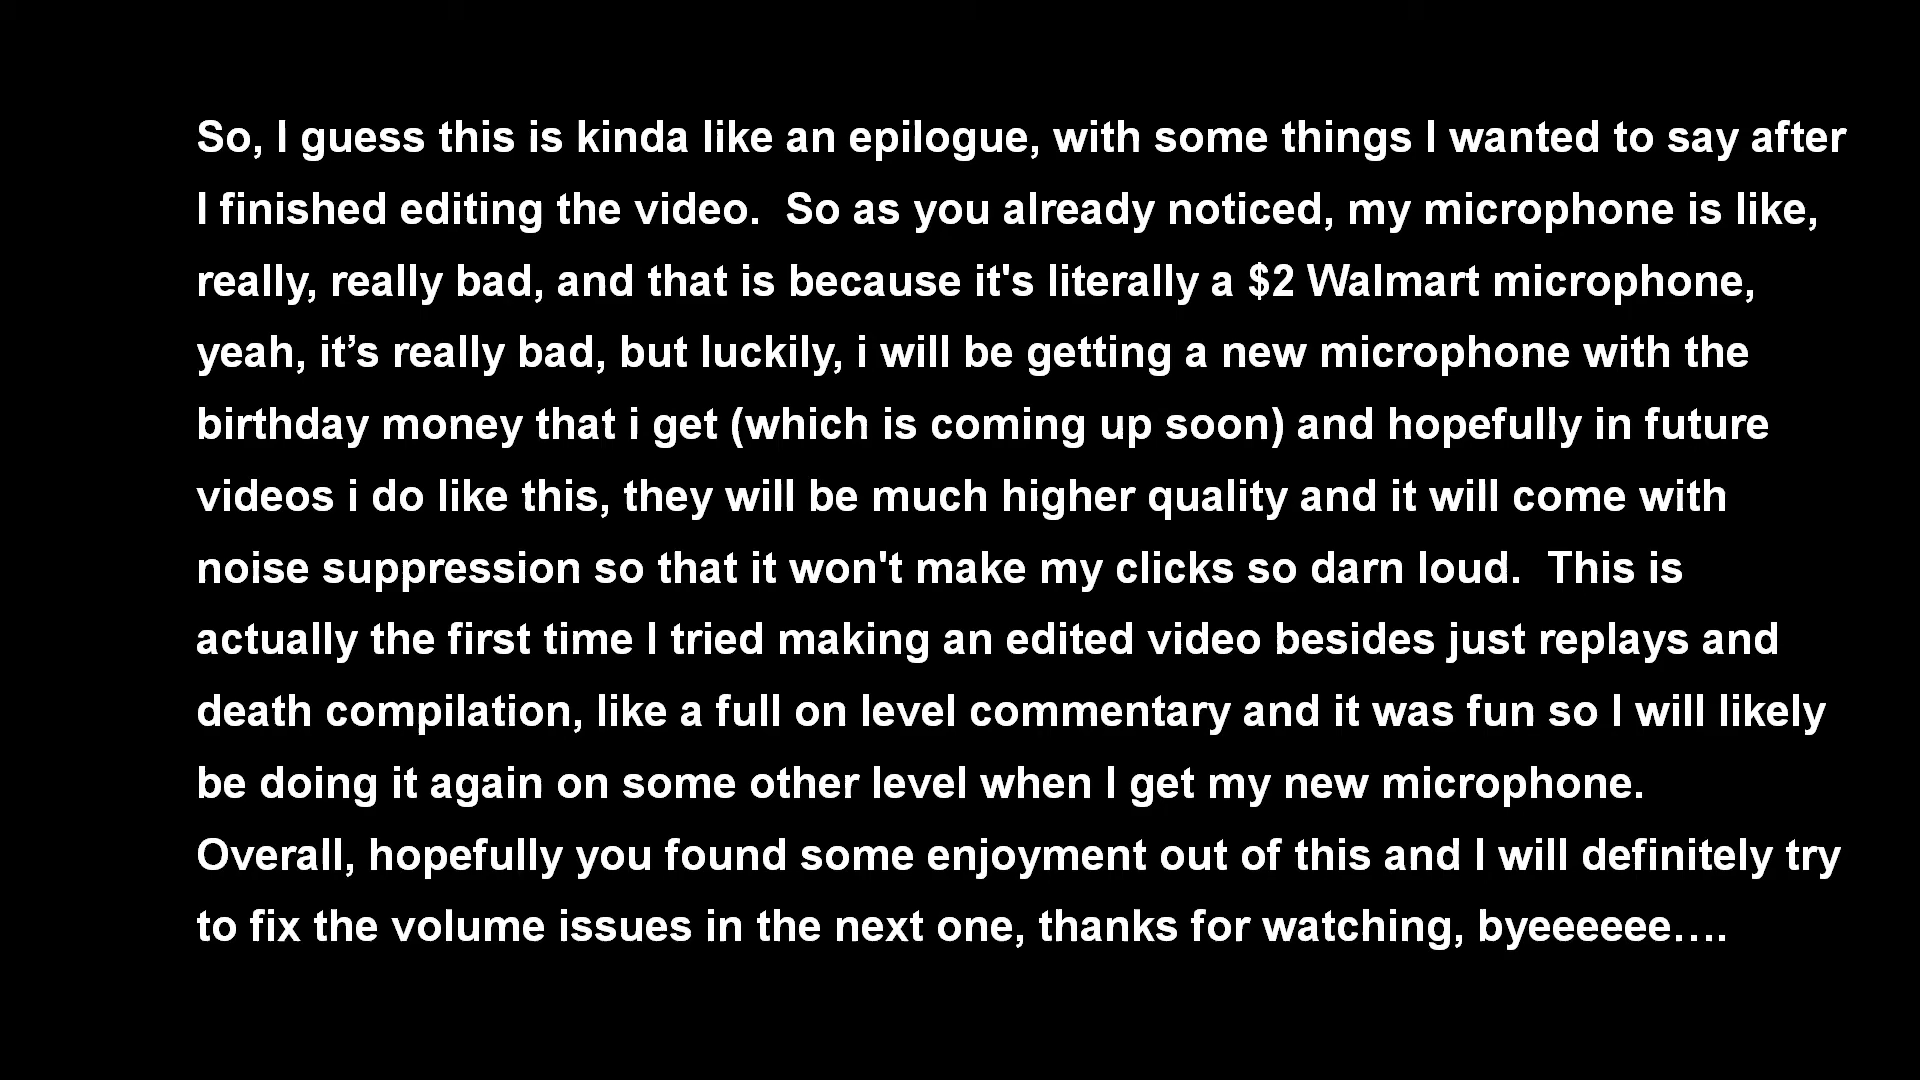 So, I guess this is kinda like an epilogue, with some things I wanted to say after
I finished editing the video.  So as you already noticed, my microphone is like,
really, really bad, and that is because it's literally a $2 Walmart microphone,
yeah, it’s really bad, but luckily, i will be getting a new microphone with the
birthday money that i get (which is coming up soon) and hopefully in future
videos i do like this, they will be much higher quality and it will come with
noise suppression so that it won't make my clicks so darn loud.  This is
actually the first time I tried making an edited video besides just replays and
death compilation, like a full on level commentary and it was fun so I will likely
be doing it again on some other level when I get my new microphone.
Overall, hopefully you found some enjoyment out of this and I will definitely try
to fix the volume issues in the next one, thanks for watching, byeeeeee….